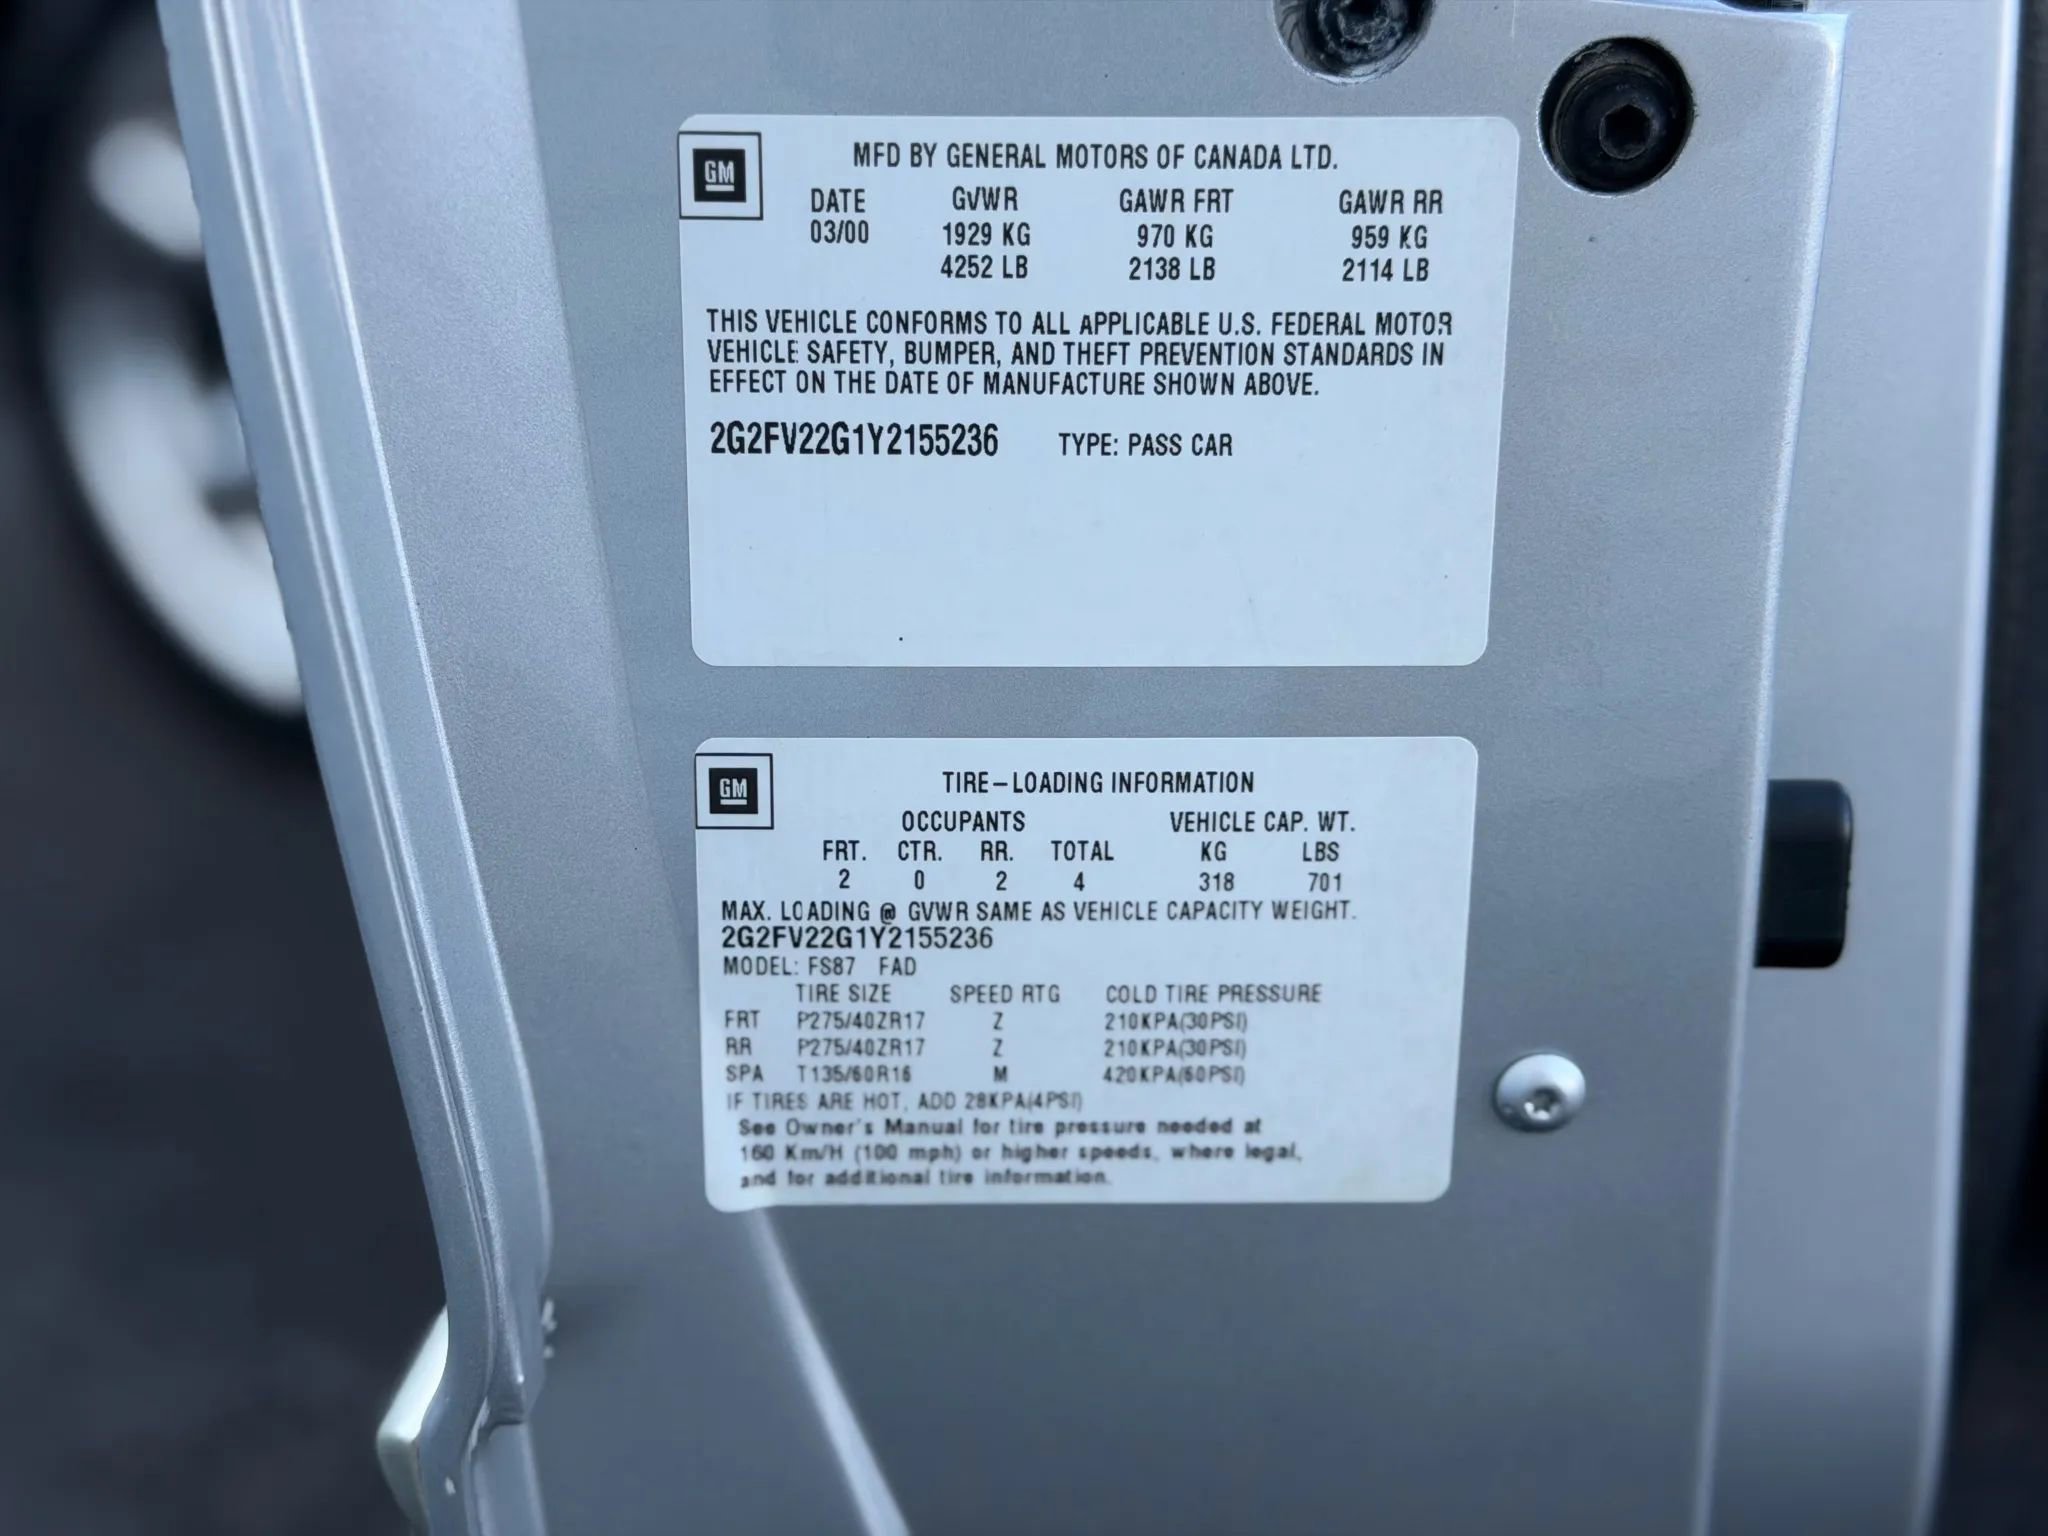 GM
MFD BY GENERAL MOTORS OF CANADA LTD.
DATE GVWR GAWR FRT GAWR RR
03/00 1929 KG 970 KG 959 KG
4252 LB 2138 LB 2114 LB
THIS VEHICLE CONFORMS TO ALL APPLICABLE U.S. FEDERAL MOTOR
VEHICLE SAFETY, BUMPER, AND THEFT PREVENTION STANDARDS IN
EFFECT ON THE DATE OF MANUFACTURE SHOWN ABOVE.
2G2FV22G1Y2155236 TYPE: PASS CAR
GM
TIRE-LOADING INFORMATION
OCCUPANTS VEHICLE CAP. WT.
FRT. CTR. RR. TOTAL KG LBS
2 0 2 4 318 701
MAX. LOADING @ GVWR SAME AS VEHICLE CAPACITY WEIGHT.
2G2FV22G1Y2155236
MODEL: FS87 FAD
TIRE SIZE SPEED RTG COLD TIRE PRESSURE
FRT P275/40ZR17 Z 210KPA(30PSI)
RR P275/40ZR17 Z 210KPA(30PSI)
SPA T135/60R16 M 420KPA(60PSI)
IF TIRES ARE HOT, ADD 28KPA(4PSI)
See Owner's Manual for tire pressure needed at
160 Km/H (100 mph) or higher speeds, where legal,
and for additional tire information.